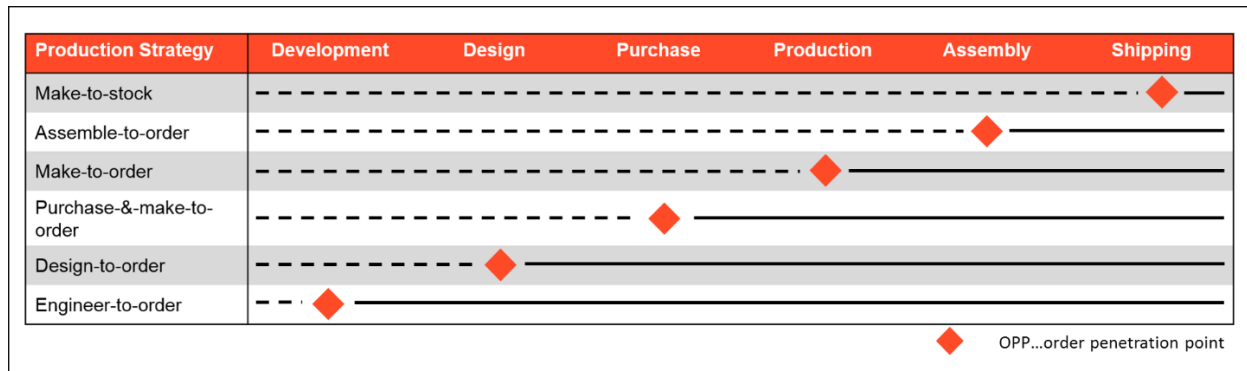 Production Strategy Development Design Purchase Production Assembly Shipping
Make-to-stock
Assemble-to-order
Make-to-order
Purchase-&-make-to-
order
Design-to-order
Engineer-to-order
OPP...order penetration point